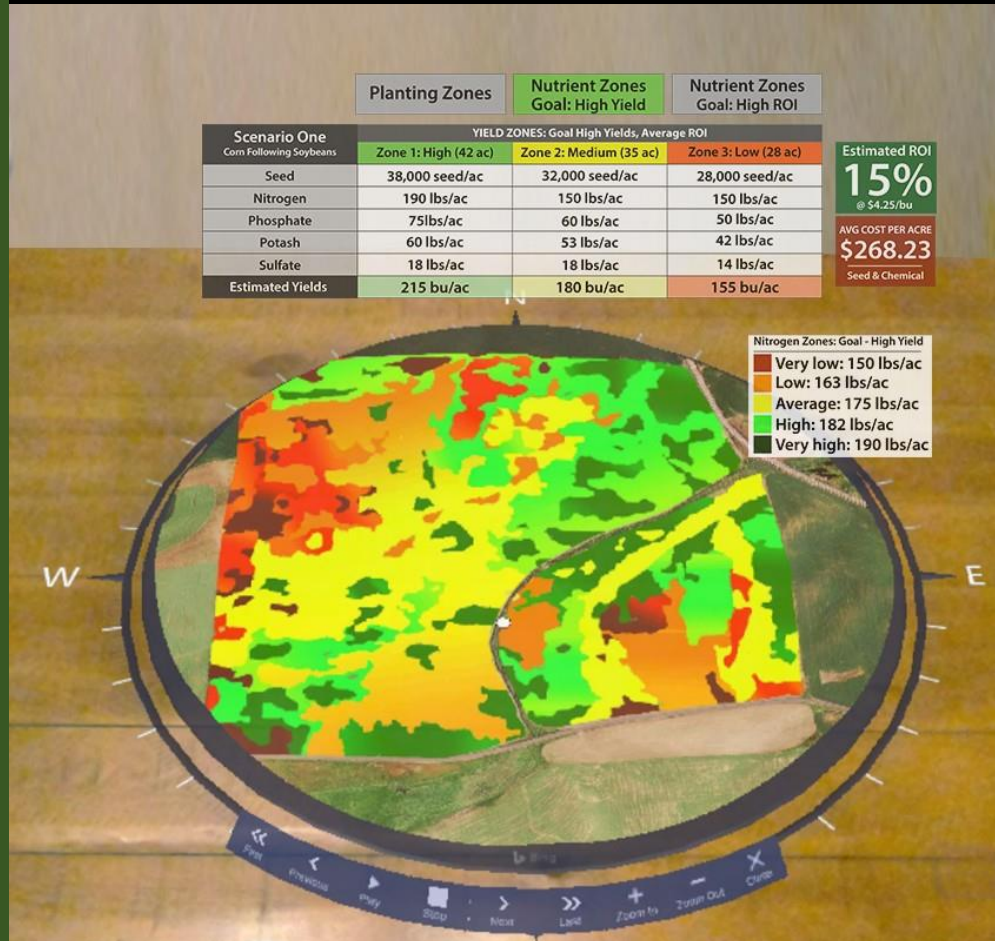 Planting Zones
Nutrient Zones
Goal: High Yield
Nutrient Zones
Goal: High ROI
Scenario One
Corn Following Soybeans
YIELD ZONES: Goal High Yields, Average ROI
Zone 1: High (42 ac) Zone 2: Medium (35 ac) Zone 3: Low (28 ac)
Seed 38,000 seed/ac 32,000 seed/ac 28,000 seed/ac
Nitrogen 190 lbs/ac 150 lbs/ac 150 lbs/ac
Phosphate 75lbs/ac 60 lbs/ac 50 lbs/ac
Potash 60 lbs/ac 53 lbs/ac 42 lbs/ac
Sulfate 18 lbs/ac 18 lbs/ac 14 lbs/ac
Estimated Yields 215 bu/ac 180 bu/ac 155 bu/ac
Estimated ROI
15%
@ $4.25/bu
AVG COST PER ACRE
$268.23
Seed & Chemical
N
Nitrogen Zones: Goal - High Yield
Very low: 150 lbs/ac
Low: 163 lbs/ac
Average: 175 lbs/ac
High: 182 lbs/ac
Very high: 190 lbs/ac
W
E
First
Previous
Play
Stop
Next
Last
Zoom In
Zoom Out
Close